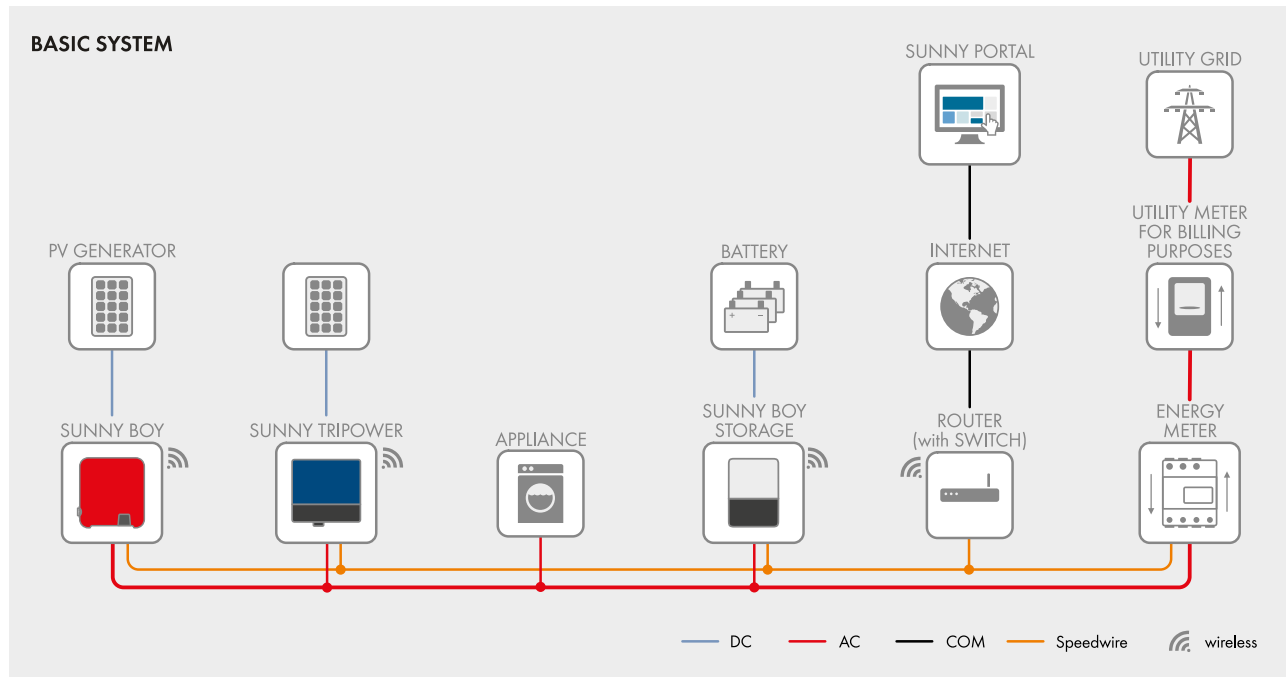 BASIC SYSTEM
SUNNY PORTAL
UTILITY GRID
UTILITY METER
FOR BILLING
PURPOSES
PV GENERATOR
BATTERY
INTERNET
SUNNY BOY
SUNNY TRIPOWER
APPLIANCE
SUNNY BOY
STORAGE
ROUTER
(with SWITCH)
ENERGY
METER
DC
AC
COM
Speedwire
wireless